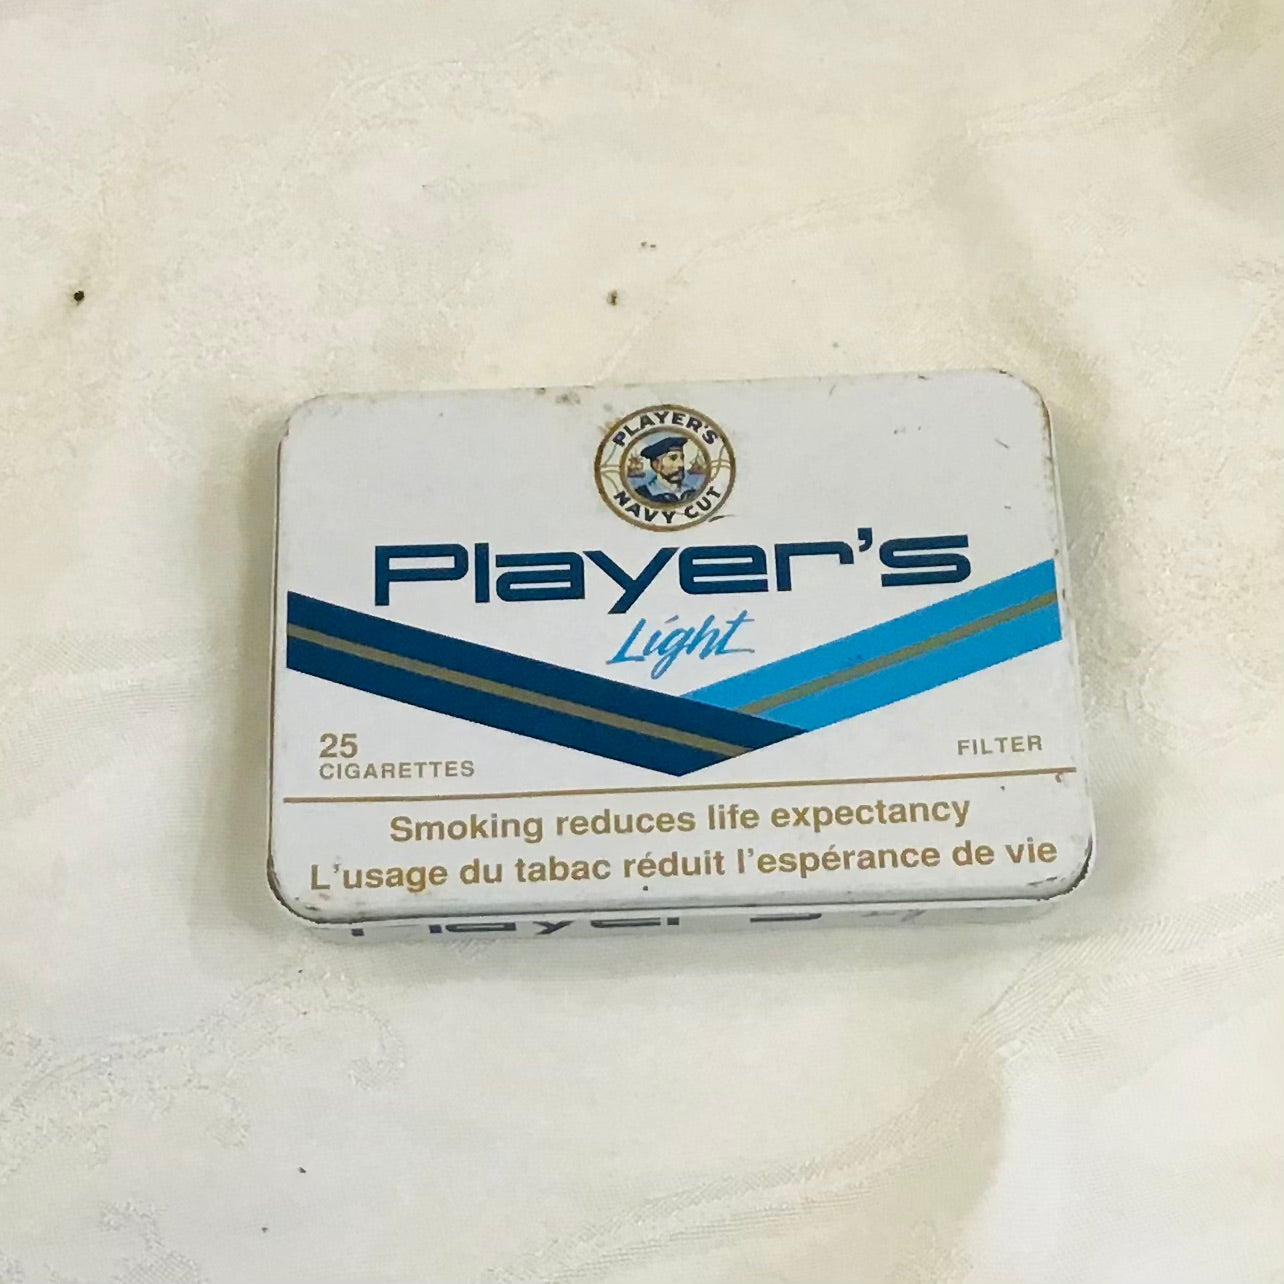 PLAYER'S
NAVY CUT
Player's
Light
25
CIGARETTES
FILTER
Smoking reduces life expectancy
L'usage du tabac réduit l'espérance de vie
Player's